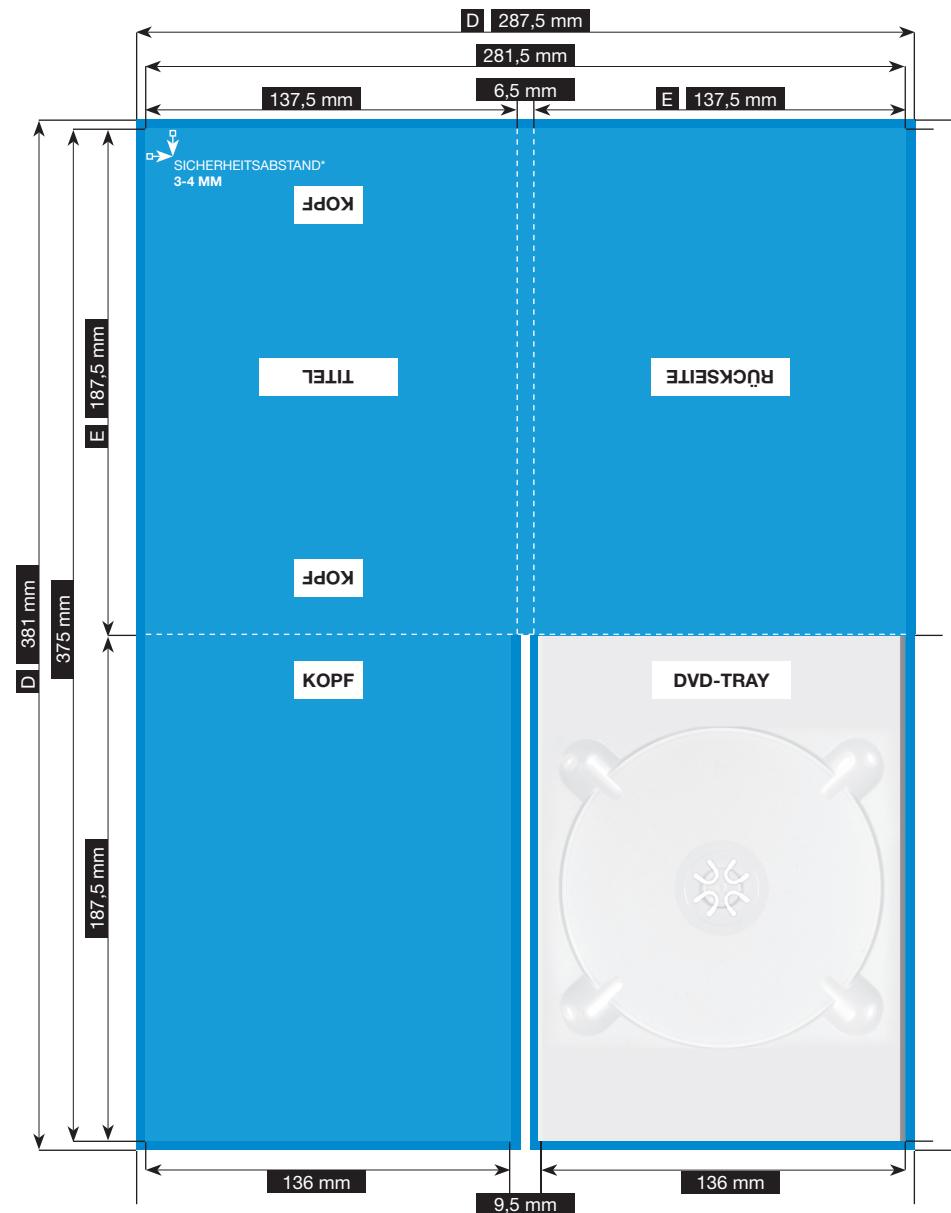 D 287,5 mm
281,5 mm
137,5 mm
6,5 mm
E 137,5 mm
SICHERHEITSABSTAND*
3-4 MM
KOPF
E 187,5 mm
TITEL
RÜCKSEITE
KOPF
D 381 mm
375 mm
KOPF
DVD-TRAY
187,5 mm
136 mm
9,5 mm
136 mm